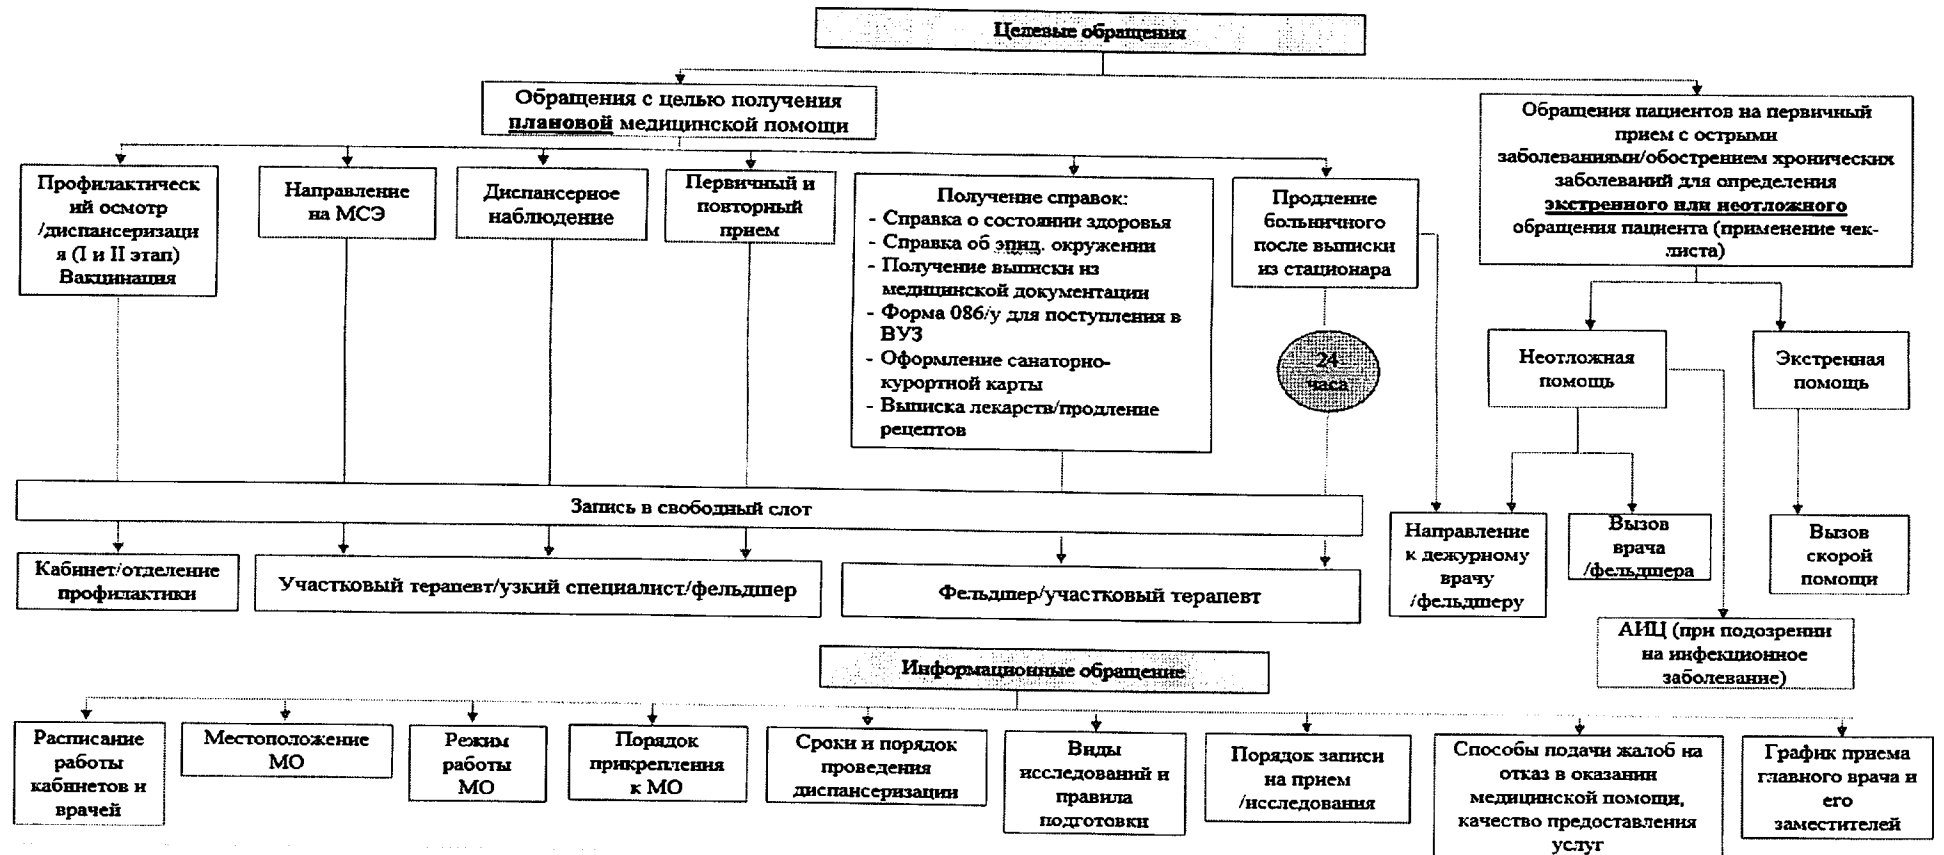 Целевые обращения
Обращения с целью получения
плановой медицинской помощи
Обращения пациентов на первичный
прием с острыми
заболеваниями/обострением хронических
заболеваний для определения
экстренного или неотложного
обращения пациента (применение чек-
листа)
Профилактическ
ий осмотр
/диспансеризаци
я (I и II этап)
Вакцинация
Направление
на МСЭ
Диспансерное
наблюдение
Первичный и
повторный
прием
Получение справок:
- Справка о состоянии здоровья
- Справка об эпид. окружении
- Получение выписки из
медицинской документации
- Форма 086/у для поступления в
ВУЗ
- Оформление санаторно-
курортной карты
- Выписка лекарств/продление
рецептов
Продление
больничного
после выписки
из стационара
24
часа
Неотложная
помощь
Экстренная
помощь
Запись в свободный слот
Кабинет/отделение
профилактики
Участковый терапевт/узкий специалист/фельдшер
Фельдшер/участковый терапевт
Направление
к дежурному
врачу
/фельдшеру
Вызов
врача
/фельдшера
Вызов
скорой
помощи
АИЦ (при подозрении
на инфекционное
заболевание)
Информационные обращение
Расписание
работы
кабинетов и
врачей
Местоположение
МО
Режим
работы
МО
Порядок
прикрепления
к МО
Сроки и порядок
проведения
диспансеризации
Виды
исследований и
правила
подготовки
Порядок записи
на прием
/исследования
Способы подачи жалоб на
отказ в оказании
медицинской помощи,
качество предоставления
услуг
График приема
главного врача и
его
заместителей